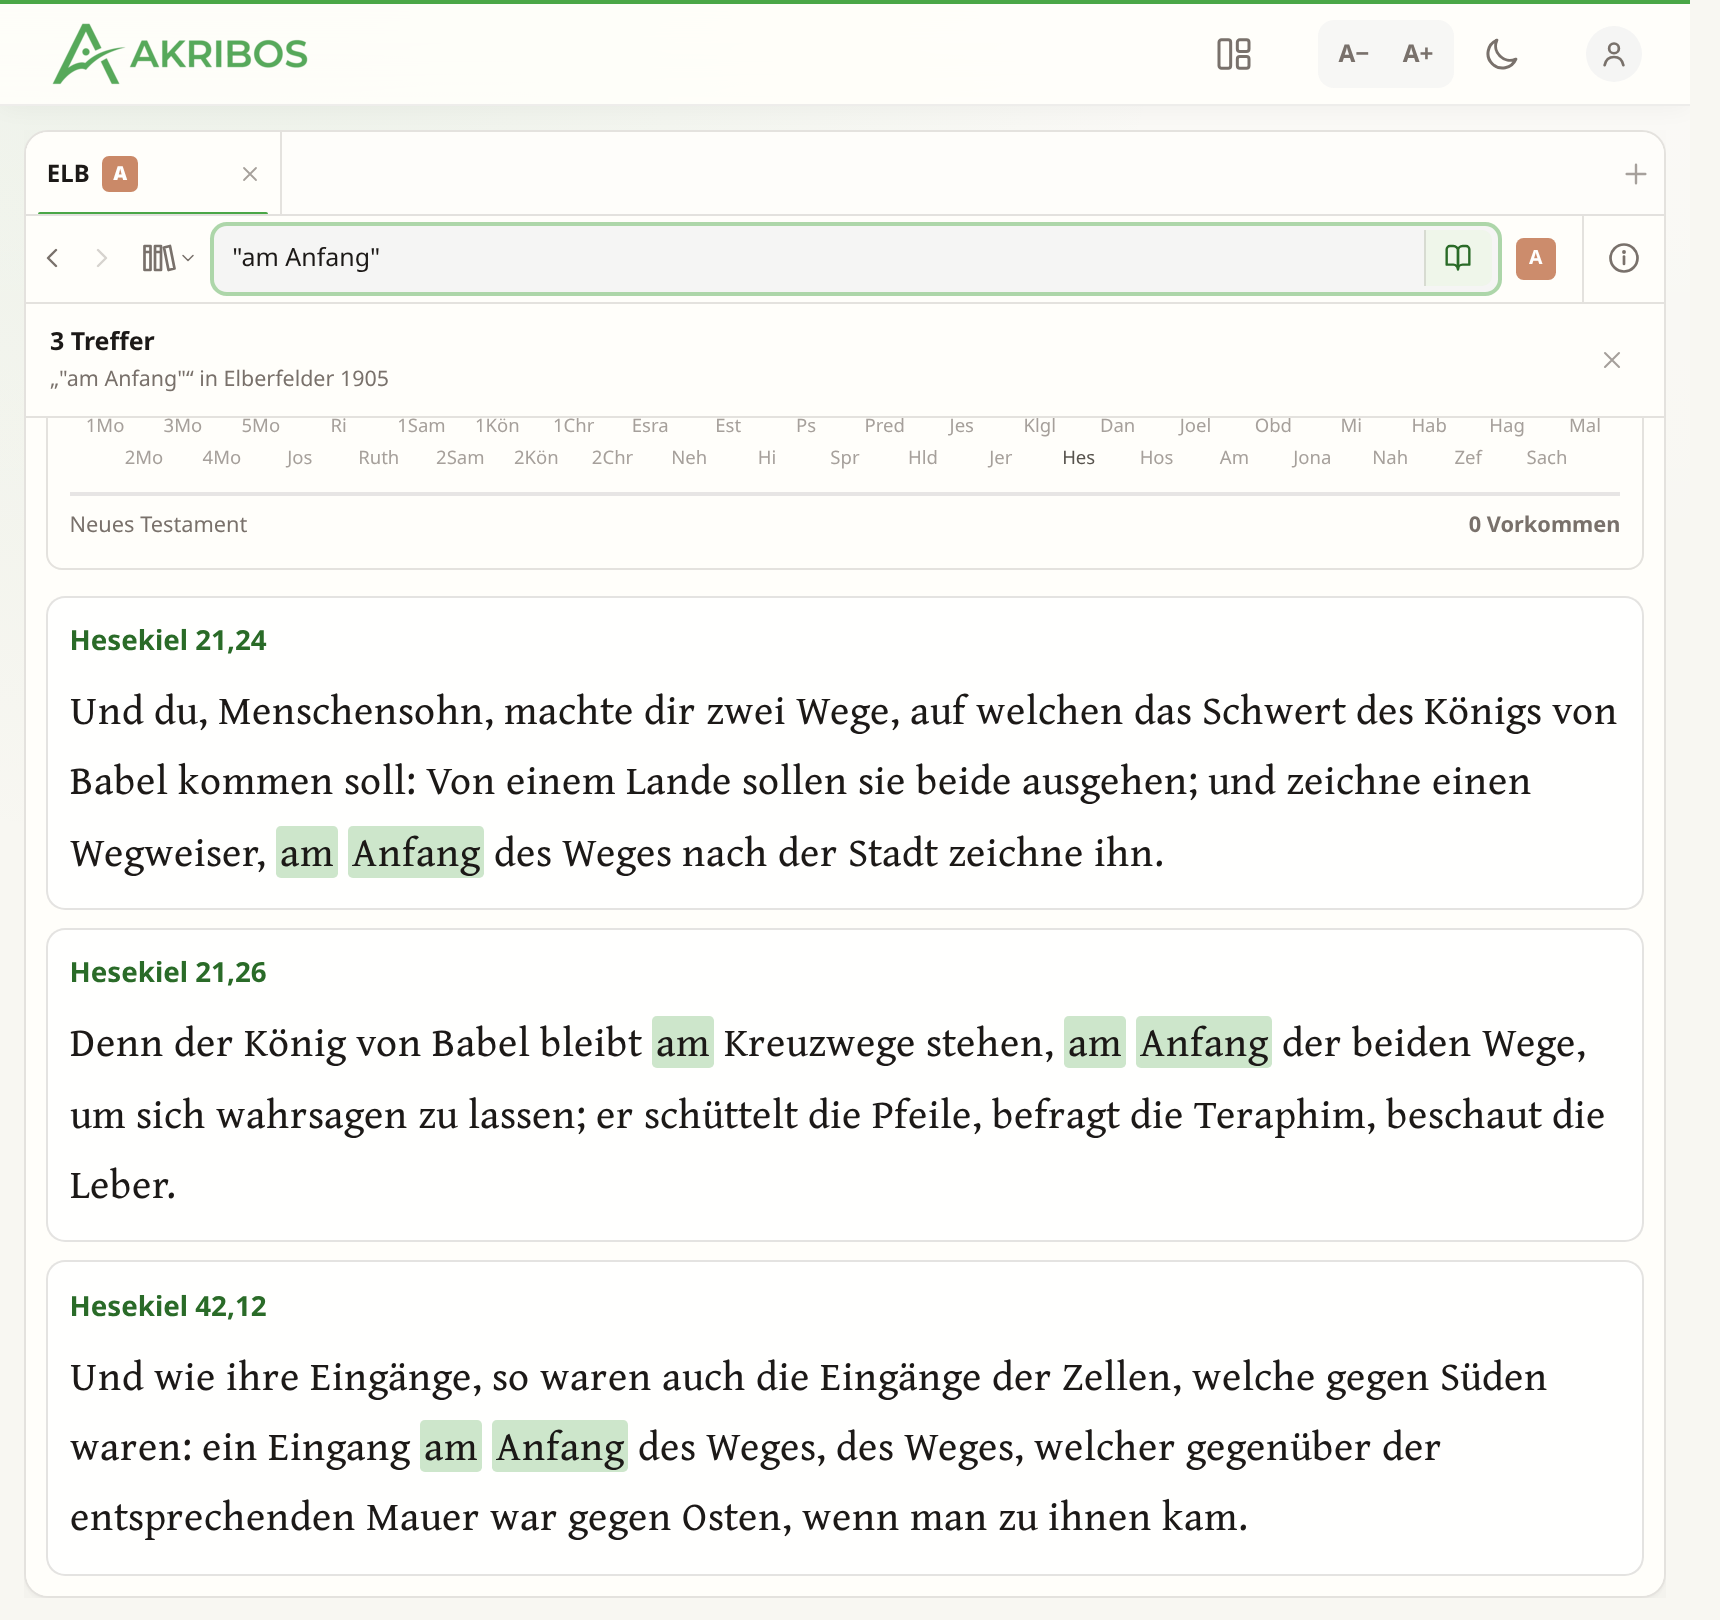 AKRIBOS
A− A+
ELB A
"am Anfang" A
3 Treffer
„"am Anfang"“ in Elberfelder 1905
1Mo 3Mo 5Mo Ri 1Sam 1Kön 1Chr Esra Est Ps Pred Jes Klgl Dan Joel Obd Mi Hab Hag Mal
2Mo 4Mo Jos Ruth 2Sam 2Kön 2Chr Neh Hi Spr Hld Jer Hes Hos Am Jona Nah Zef Sach
Neues Testament 0 Vorkommen
Hesekiel 21,24
Und du, Menschensohn, machte dir zwei Wege, auf welchen das Schwert des Königs von
Babel kommen soll: Von einem Lande sollen sie beide ausgehen; und zeichne einen
Wegweiser, am Anfang des Weges nach der Stadt zeichne ihn.
Hesekiel 21,26
Denn der König von Babel bleibt am Kreuzwege stehen, am Anfang der beiden Wege,
um sich wahrsagen zu lassen; er schüttelt die Pfeile, befragt die Teraphim, beschaut die
Leber.
Hesekiel 42,12
Und wie ihre Eingänge, so waren auch die Eingänge der Zellen, welche gegen Süden
waren: ein Eingang am Anfang des Weges, des Weges, welcher gegenüber der
entsprechenden Mauer war gegen Osten, wenn man zu ihnen kam.